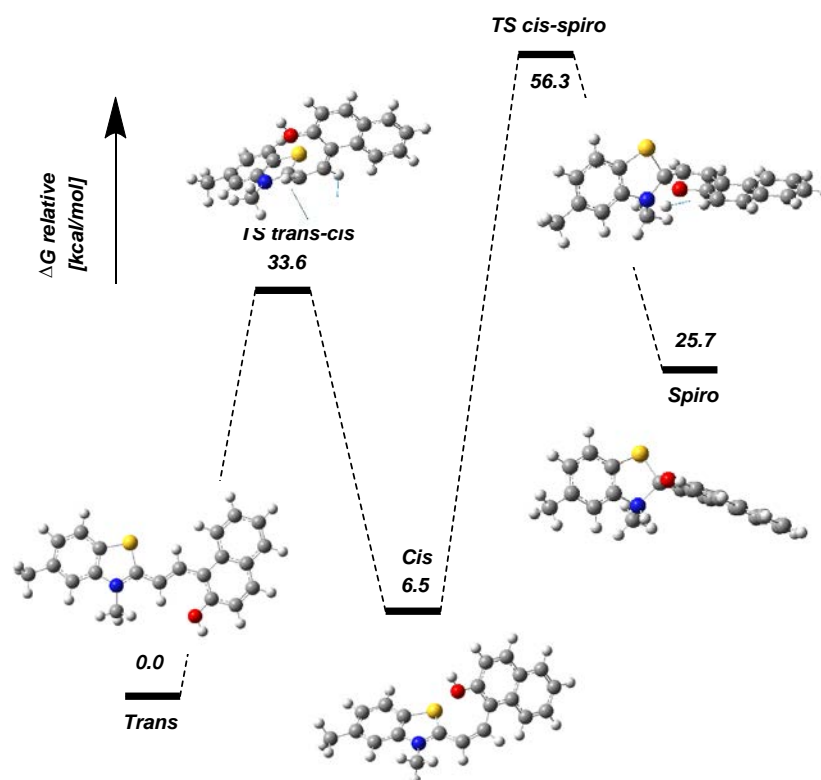 TS cis-spiro
56.3
ΔG relative
[kcal/mol]
TS trans-cis
33.6
25.7
Spiro
Cis
6.5
0.0
Trans